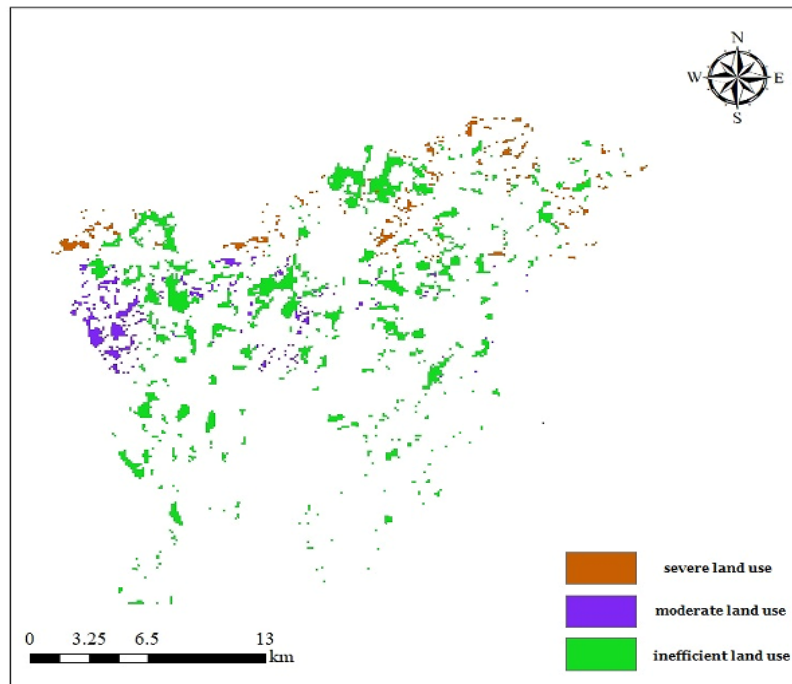 N
W E
S
severe land use
moderate land use
inefficient land use
0 3.25 6.5 13
km